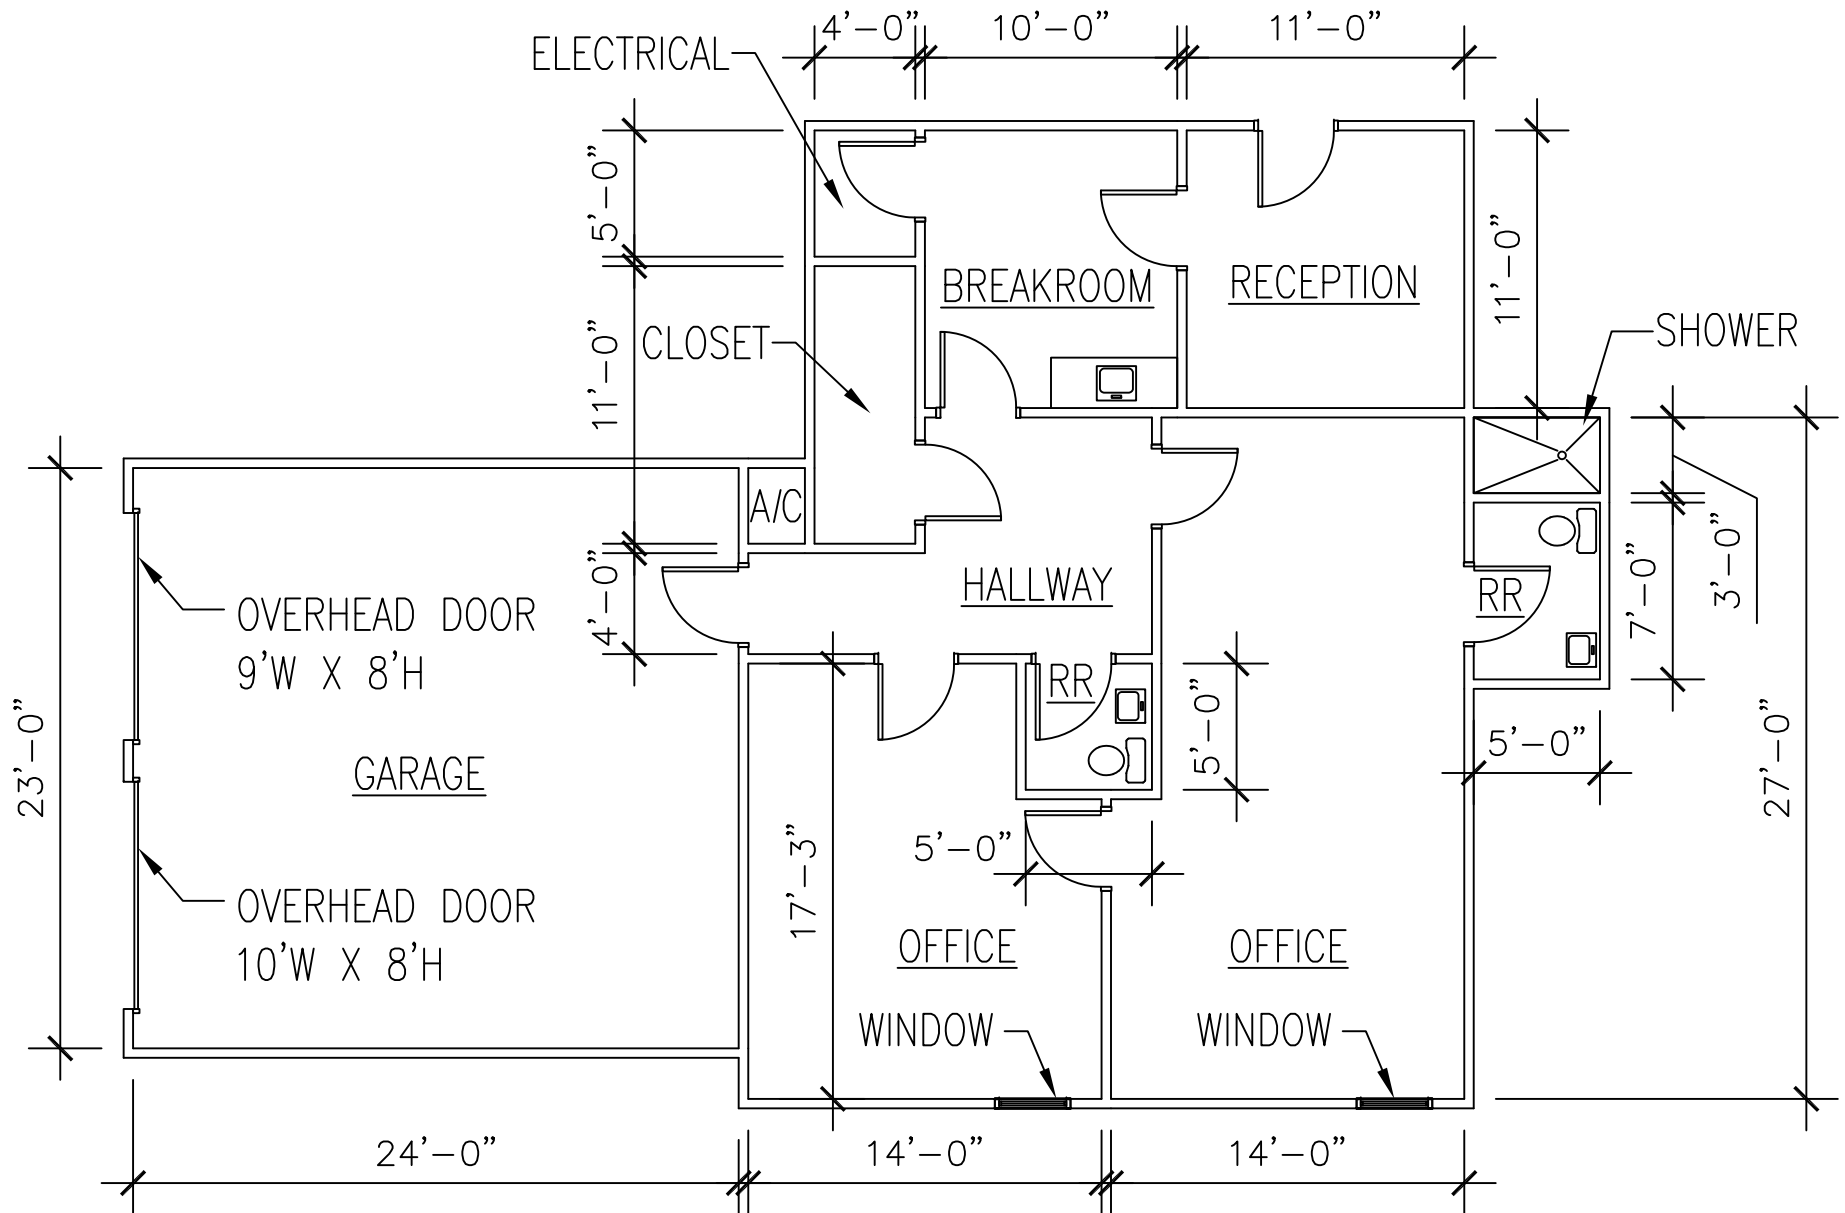 4'-0"
10'-0"
11'-0"
ELECTRICAL
5'-0"
BREAKROOM
RECEPTION
11'-0"
11'-0"
CLOSET
SHOWER
A/C
OVERHEAD DOOR
9'W X 8'H
4'-0"
HALLWAY
RR
7'-0"
3'-0"
RR
5'-0"
23'-0"
GARAGE
5'-0"
27'-0"
17'-3"
5'-0"
OVERHEAD DOOR
10'W X 8'H
OFFICE
OFFICE
WINDOW
WINDOW
24'-0"
14'-0"
14'-0"